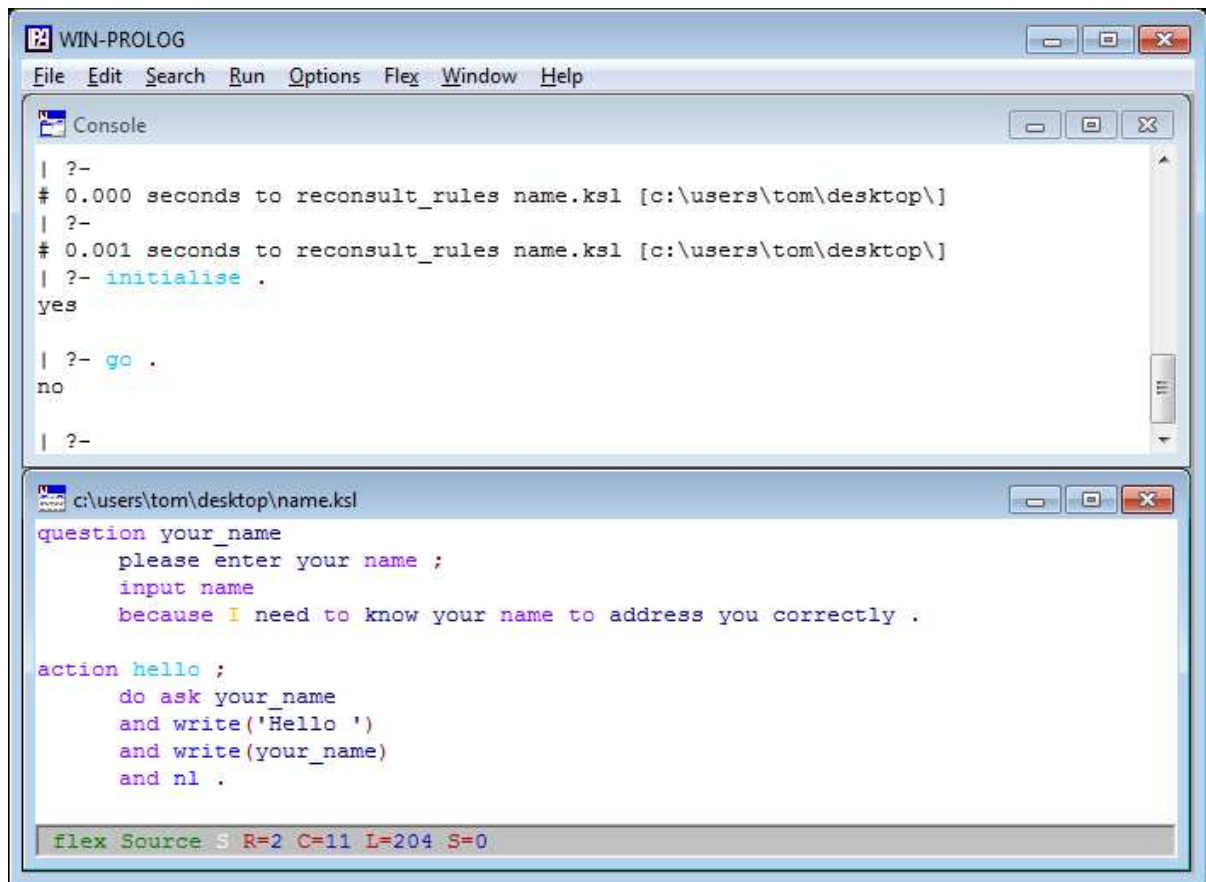 WIN-PROLOG
File Edit Search Run Options Flex Window Help
Console
| ?-
# 0.000 seconds to reconsult_rules name.ksl [c:\users\tom\desktop\]
| ?-
# 0.001 seconds to reconsult_rules name.ksl [c:\users\tom\desktop\]
| ?- initialise .
yes
| ?- go .
no
| ?-
c:\users\tom\desktop\name.ksl
question your_name
please enter your name ;
input name
because I need to know your name to address you correctly .
action hello ;
do ask your_name
and write('Hello ')
and write(your_name)
and nl .
flex Source S R=2 C=11 L=204 S=0